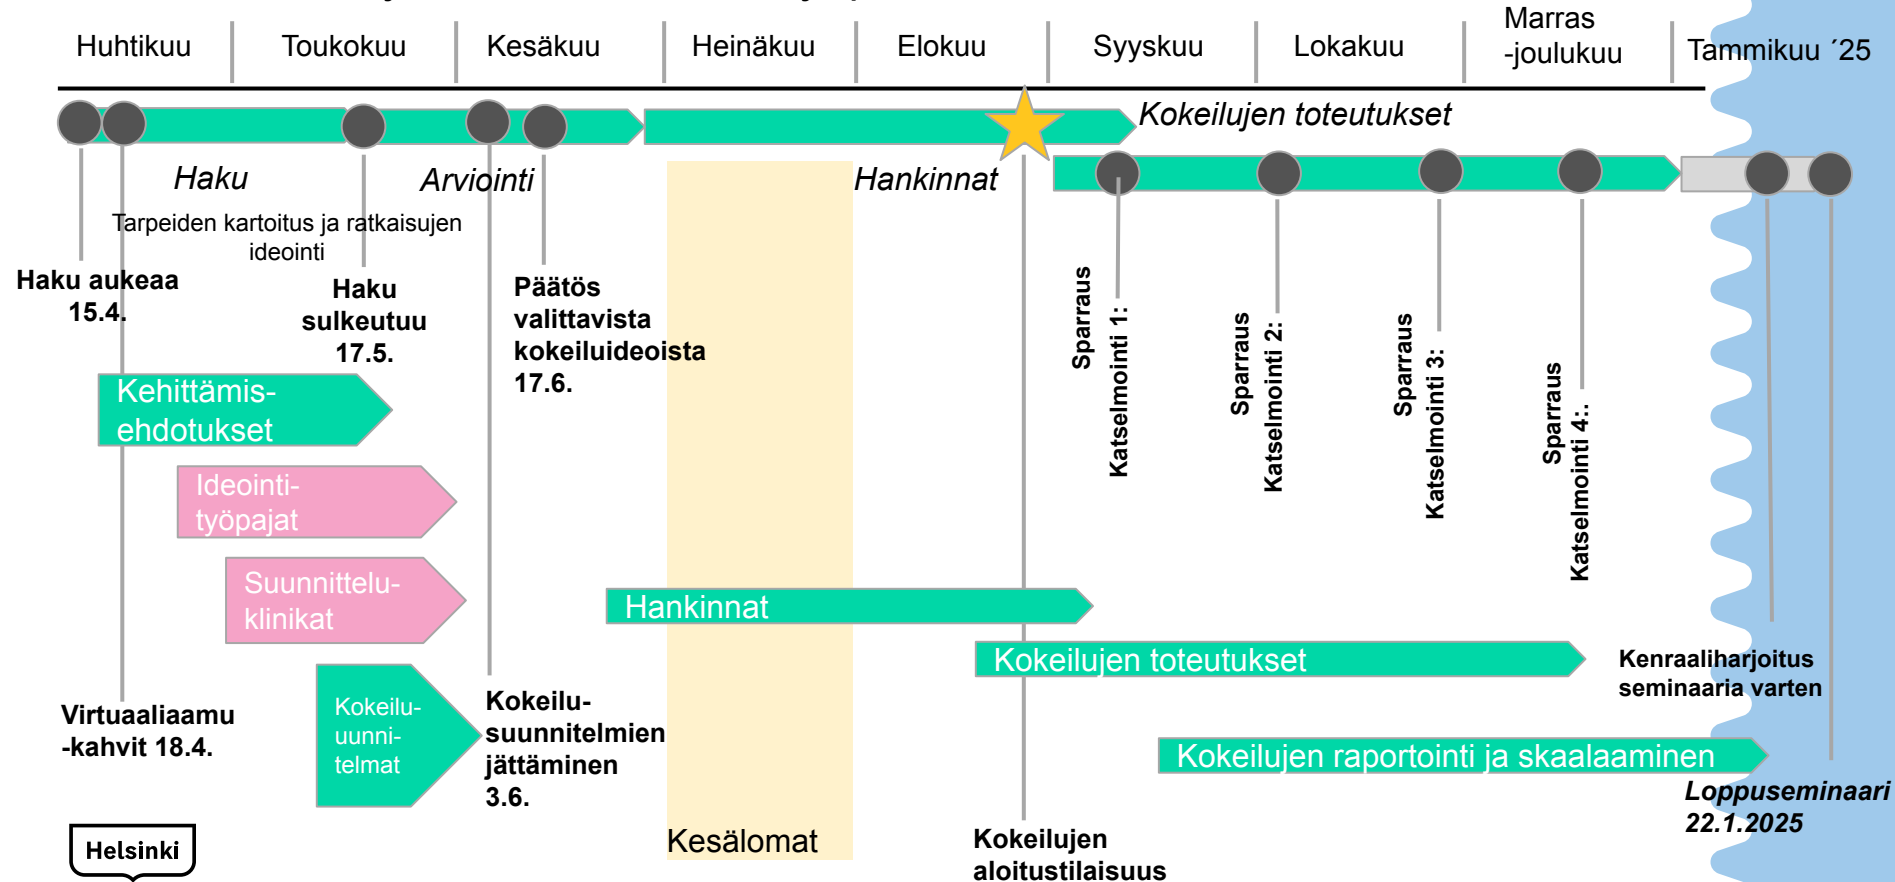 Huhtikuu
Toukokuu
Kesäkuu
Heinäkuu
Elokuu
Syyskuu
Lokakuu
Marras
-joulukuu
Tammikuu ´25
Kokeilujen toteutukset
Haku
Arviointi
Hankinnat
Tarpeiden kartoitus ja ratkaisujen
ideointi
Haku aukeaa
15.4.
Haku
sulkeutuu
17.5.
Päätös
valittavista
kokeiluideoista
17.6.
Sparraus
Katselmointi 1:
Sparraus
Katselmointi 2:
Sparraus
Katselmointi 3:
Sparraus
Katselmointi 4:.
Kehittämis-
ehdotukset
Ideointi-
työpajat
Suunnittelu-
klinikat
Hankinnat
Kokeilujen toteutukset
Kenraaliharjoitus
seminaaria varten
Virtuaaliaamu
-kahvit 18.4.
Kokeilu-
uunni-
telmat
Kokeilu-
suunnitelmien
jättäminen
3.6.
Kokeilujen raportointi ja skaalaaminen
Loppuseminaari
22.1.2025
Helsinki
Kesälomat
Kokeilujen
aloitustilaisuus